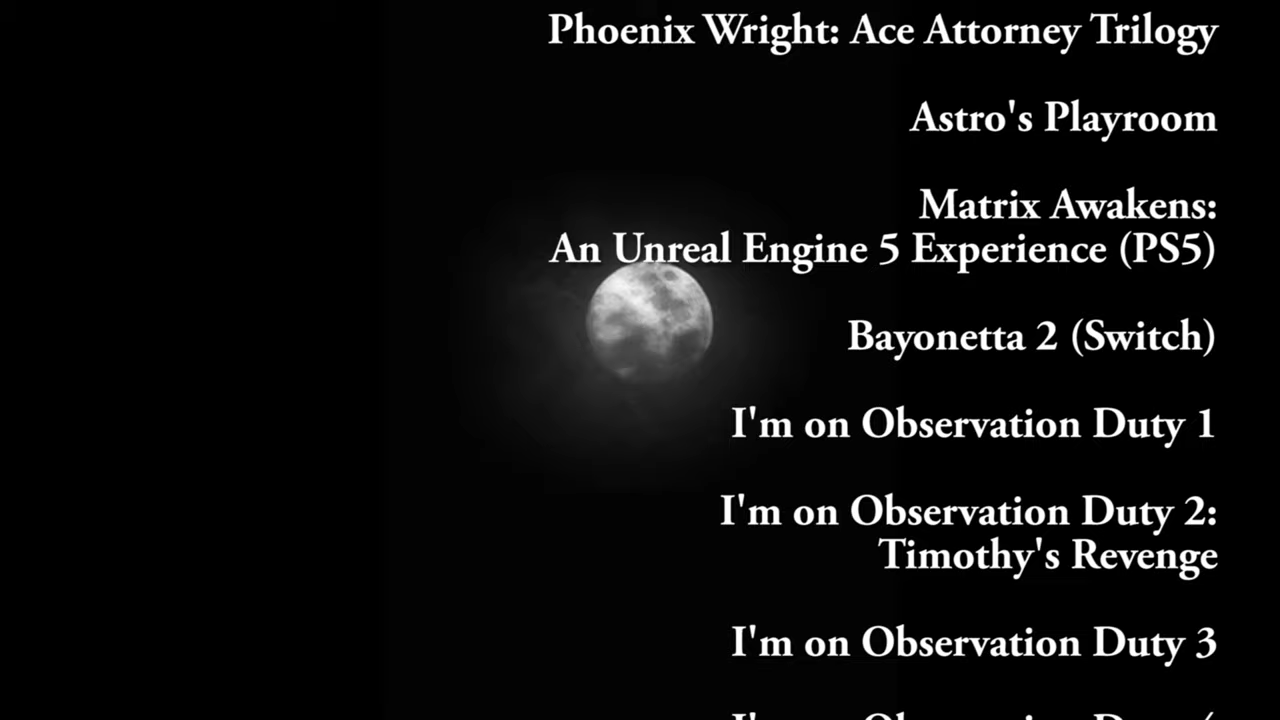 Phoenix Wright: Ace Attorney Trilogy
Astro's Playroom
Matrix Awakens:
An Unreal Engine 5 Experience (PS5)
Bayonetta 2 (Switch)
I'm on Observation Duty 1
I'm on Observation Duty 2:
Timothy's Revenge
I'm on Observation Duty 3